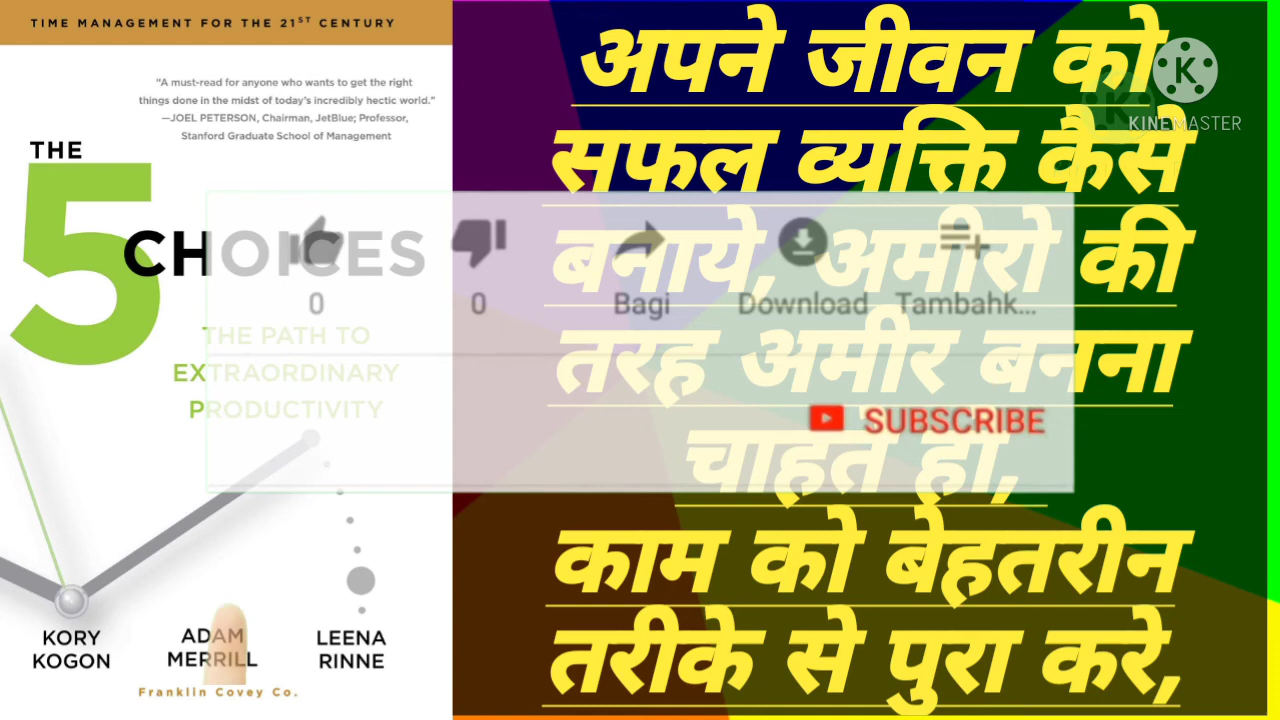 TIME MANAGEMENT FOR THE 21ST CENTURY
"A must-read for anyone who wants to get the right
things done in the midst of today's incredibly hectic world."
—JOEL PETERSON, Chairman, JetBlue; Professor,
Stanford Graduate School of Management
THE
5
CHOICES
THE PATH TO
EXTRAORDINARY
PRODUCTIVITY
KORY
KOGON
ADAM
MERRILL
LEENA
RINNE
Franklin Covey Co.
अपने जीवन को
सफल व्यक्ति कैसे
बनाये, अमीरो की
तरह अमीर बनना
चाहते हो,
काम को बेहतरीन
तरीके से पुरा करे,
KINEMASTER
0
0
Bagi
Download
Tambahk...
SUBSCRIBE